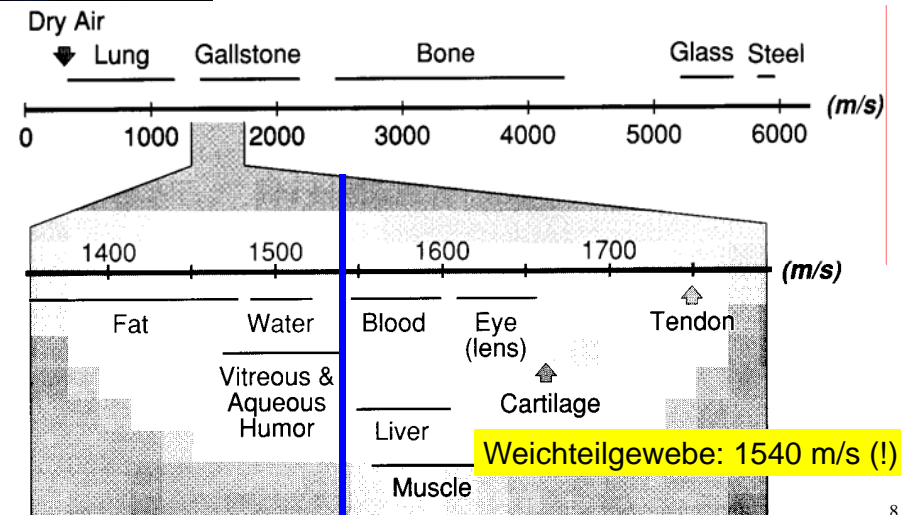 Dry Air
Lung Gallstone Bone Glass Steel
(m/s)
0 1000 2000 3000 4000 5000 6000
1400 1500 1600 1700
(m/s)
Fat Water Blood Eye (lens) Tendon
Vitreous &
Aqueous
Humor
Cartilage
Liver
Weichteilgewebe: 1540 m/s (!)
Muscle
8